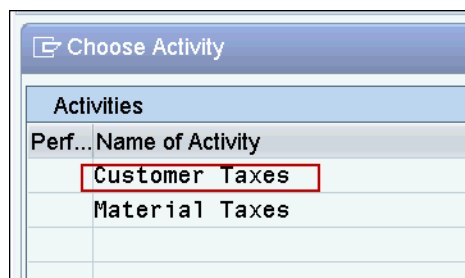 Choose Activity
Activities
Perf... Name of Activity
Customer Taxes
Material Taxes